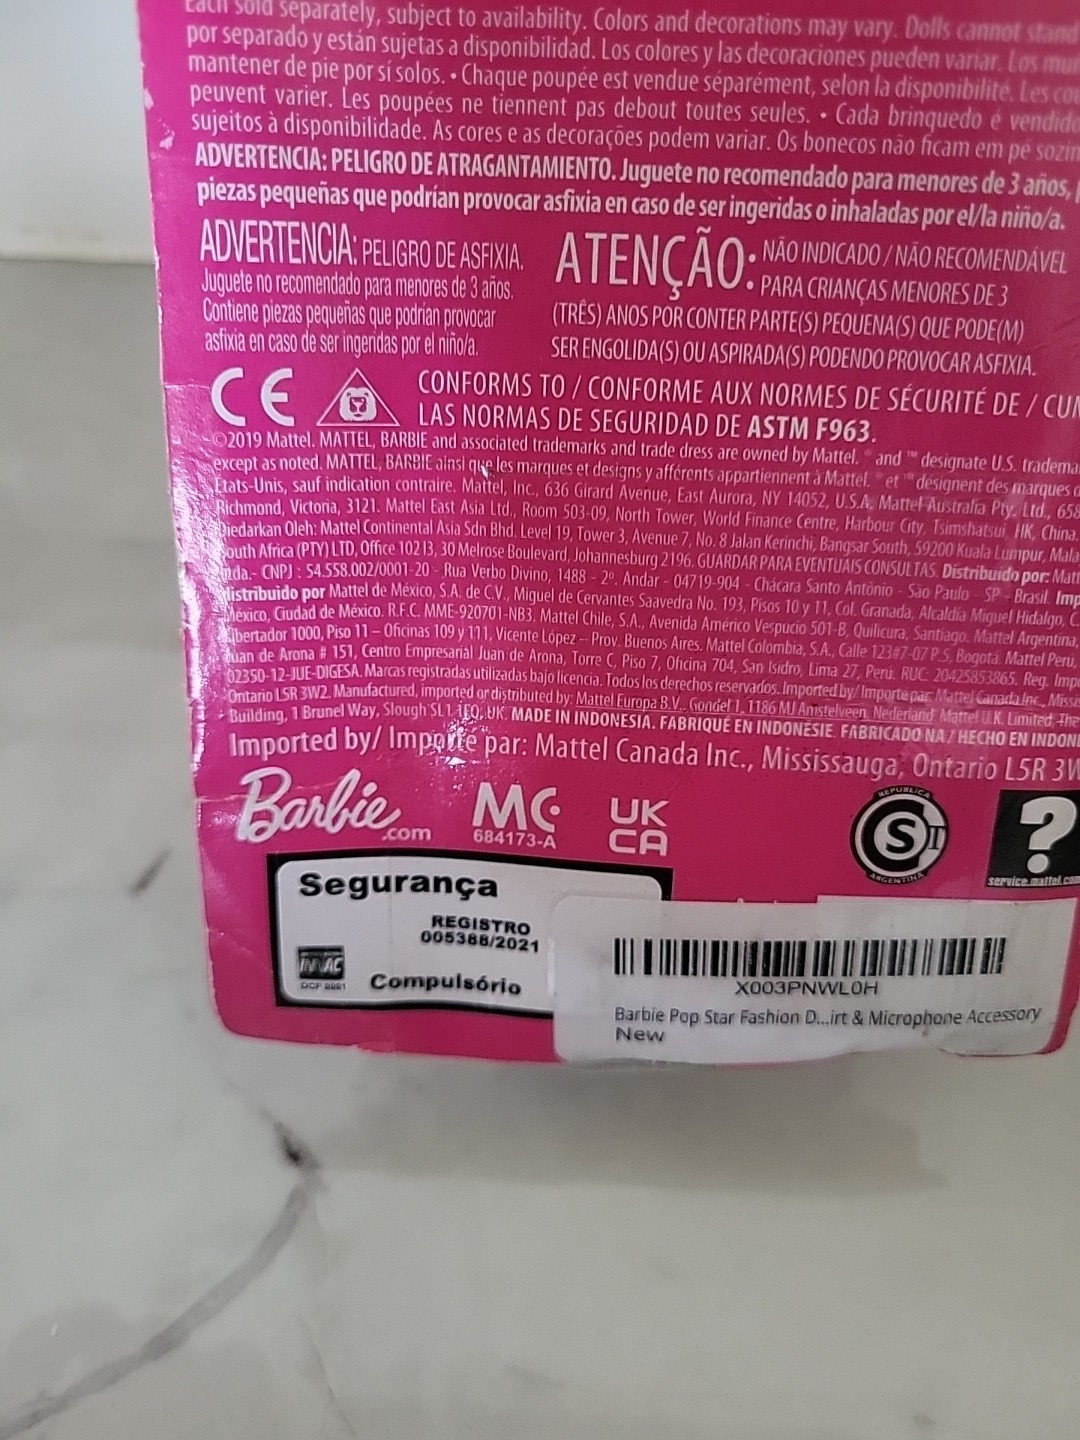 Each sold separately, subject to availability. Colors and decorations may vary. Dolls cannot stand
por separado y están sujetas a disponibilidad. Los colores y las decoraciones pueden variar. Los
mantener de pie por sí solos. • Chaque poupée est vendue séparément, selon la disponibilité. Les
peuvent varier. Les poupées ne tiennent pas debout toutes seules. • Cada brinquedo é vendido
sujeitos à disponibilidade. As cores e as decorações podem variar. Os bonecos não ficam em pé
ADVERTENCIA: PELIGRO DE ATRAGANTAMIENTO. Juguete no recomendado para menores de 3 años,
piezas pequeñas que podrían provocar asfixia en caso de ser ingeridas o inhaladas por el/la niño/a.
ADVERTENCIA: PELIGRO DE ASFIXIA.
Juguete no recomendado para menores de 3 años.
Contiene piezas pequeñas que podrían provocar
asfixia en caso de ser ingeridas por el niño/a.
ATENÇÃO: NÃO INDICADO / NÃO RECOMENDÁVEL
PARA CRIANÇAS MENORES DE 3
(TRÊS) ANOS POR CONTER PARTE(S) PEQUENA(S) QUE PODE(M)
SER ENGOLIDA(S) OU ASPIRADA(S) PODENDO PROVOCAR ASFIXIA.
CE
CONFORMS TO / CONFORME AUX NORMES DE SÉCURITÉ DE /
LAS NORMAS DE SEGURIDAD DE ASTM F963.
©2019 Mattel. MATTEL, BARBIE and associated trademarks and trade dress are owned by Mattel. ® and ™ designate U.S.
except as noted. MATTEL, BARBIE ainsi que les marques et designs y afférents appartiennent à Mattel. ® et ™ désignent des marques
États-Unis, sauf indication contraire. Mattel, Inc., 636 Girard Avenue, East Aurora, NY 14052, U.S.A. Mattel Australia Pty. Ltd., 658
Richmond, Victoria, 3121. Mattel East Asia Ltd., Room 503-09, North Tower, World Finance Centre, Harbour City, Tsimshatsui, HK, China.
Diedarkan Oleh: Mattel Continental Asia Sdn Bhd. Level 19, Tower 3, Avenue 7, No. 8 Jalan Kerinchi, Bangsar South, 59200 Kuala Lumpur,
South Africa (PTY) LTD, Office 102 I3, 30 Melrose Boulevard, Johannesburg 2196. GUARDAR PARA EVENTUAIS CONSULTAS. Distribuido por:
Ltda.- CNPJ : 54.558.002/0001-20 - Rua Verbo Divino, 1488 - 2º. Andar - 04719-904 - Chácara Santo Antônio - São Paulo - SP - Brasil.
Distribuido por Mattel de México, S.A. de C.V., Miguel de Cervantes Saavedra No. 193, Pisos 10 y 11, Col. Granada, Alcaldía Miguel Hidalgo,
México, Ciudad de México. R.F.C. MME-920701-NB3. Mattel Chile, S.A., Avenida Américo Vespucio 501-B, Quilicura, Santiago. Mattel Argentina,
Libertador 1000, Piso 11 – Oficinas 109 y 111, Vicente López – Prov. Buenos Aires. Mattel Colombia, S.A., Calle 123#7-07 P.5, Bogotá. Mattel Perú,
Juan de Arona # 151, Centro Empresarial Juan de Arona, Torre C, Piso 7, Oficina 704, San Isidro, Lima 27, Perú. RUC: 20425853865. Reg.
02350-12-JUE-DIGESA. Marcas registradas utilizadas bajo licencia. Todos los derechos reservados. Imported by/ Importe par: Mattel Canada Inc.,
Ontario L5R 3W2. Manufactured, imported or distributed by: Mattel Europa B.V., Gondel 1, 1186 MJ Amstelveen, Nederland. Mattel U.K. Limited, The
Building, 1 Brunel Way, Slough SL1 1FQ, UK. MADE IN INDONESIA. FABRIQUÉ EN INDONÉSIE. FABRICADO NA / HECHO EN
Imported by/ Importé par: Mattel Canada Inc., Mississauga, Ontario L5R
Barbie
.com
MC
684173-A
UK
CA
REPUBLICA
S
ARGENTINA
?
service.mattel.com
Segurança
REGISTRO
005388/2021
Compulsório
X003PNWL0H
Barbie Pop Star Fashion D...irt & Microphone Accessory
New